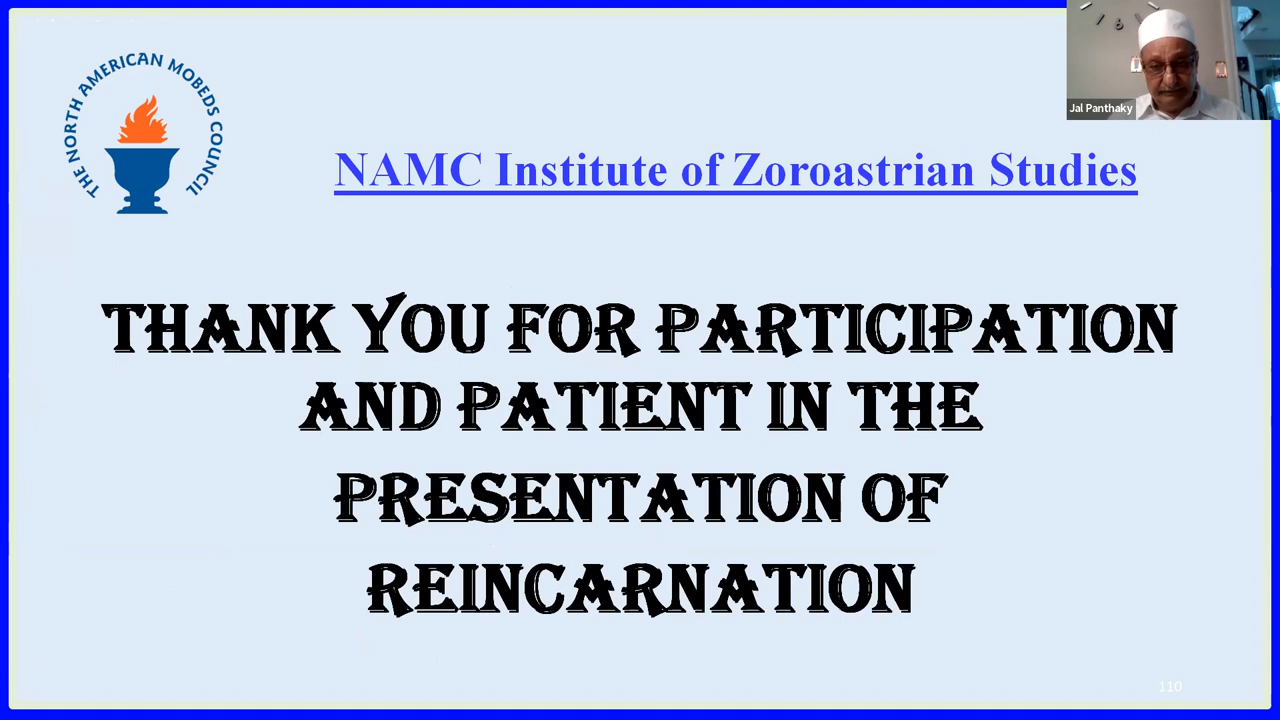 THE NORTH AMERICAN MOBEDS COUNCIL
Jal Panthaky
NAMC Institute of Zoroastrian Studies
THANK YOU FOR PARTICIPATION
AND PATIENT IN THE
PRESENTATION OF
REINCARNATION
110